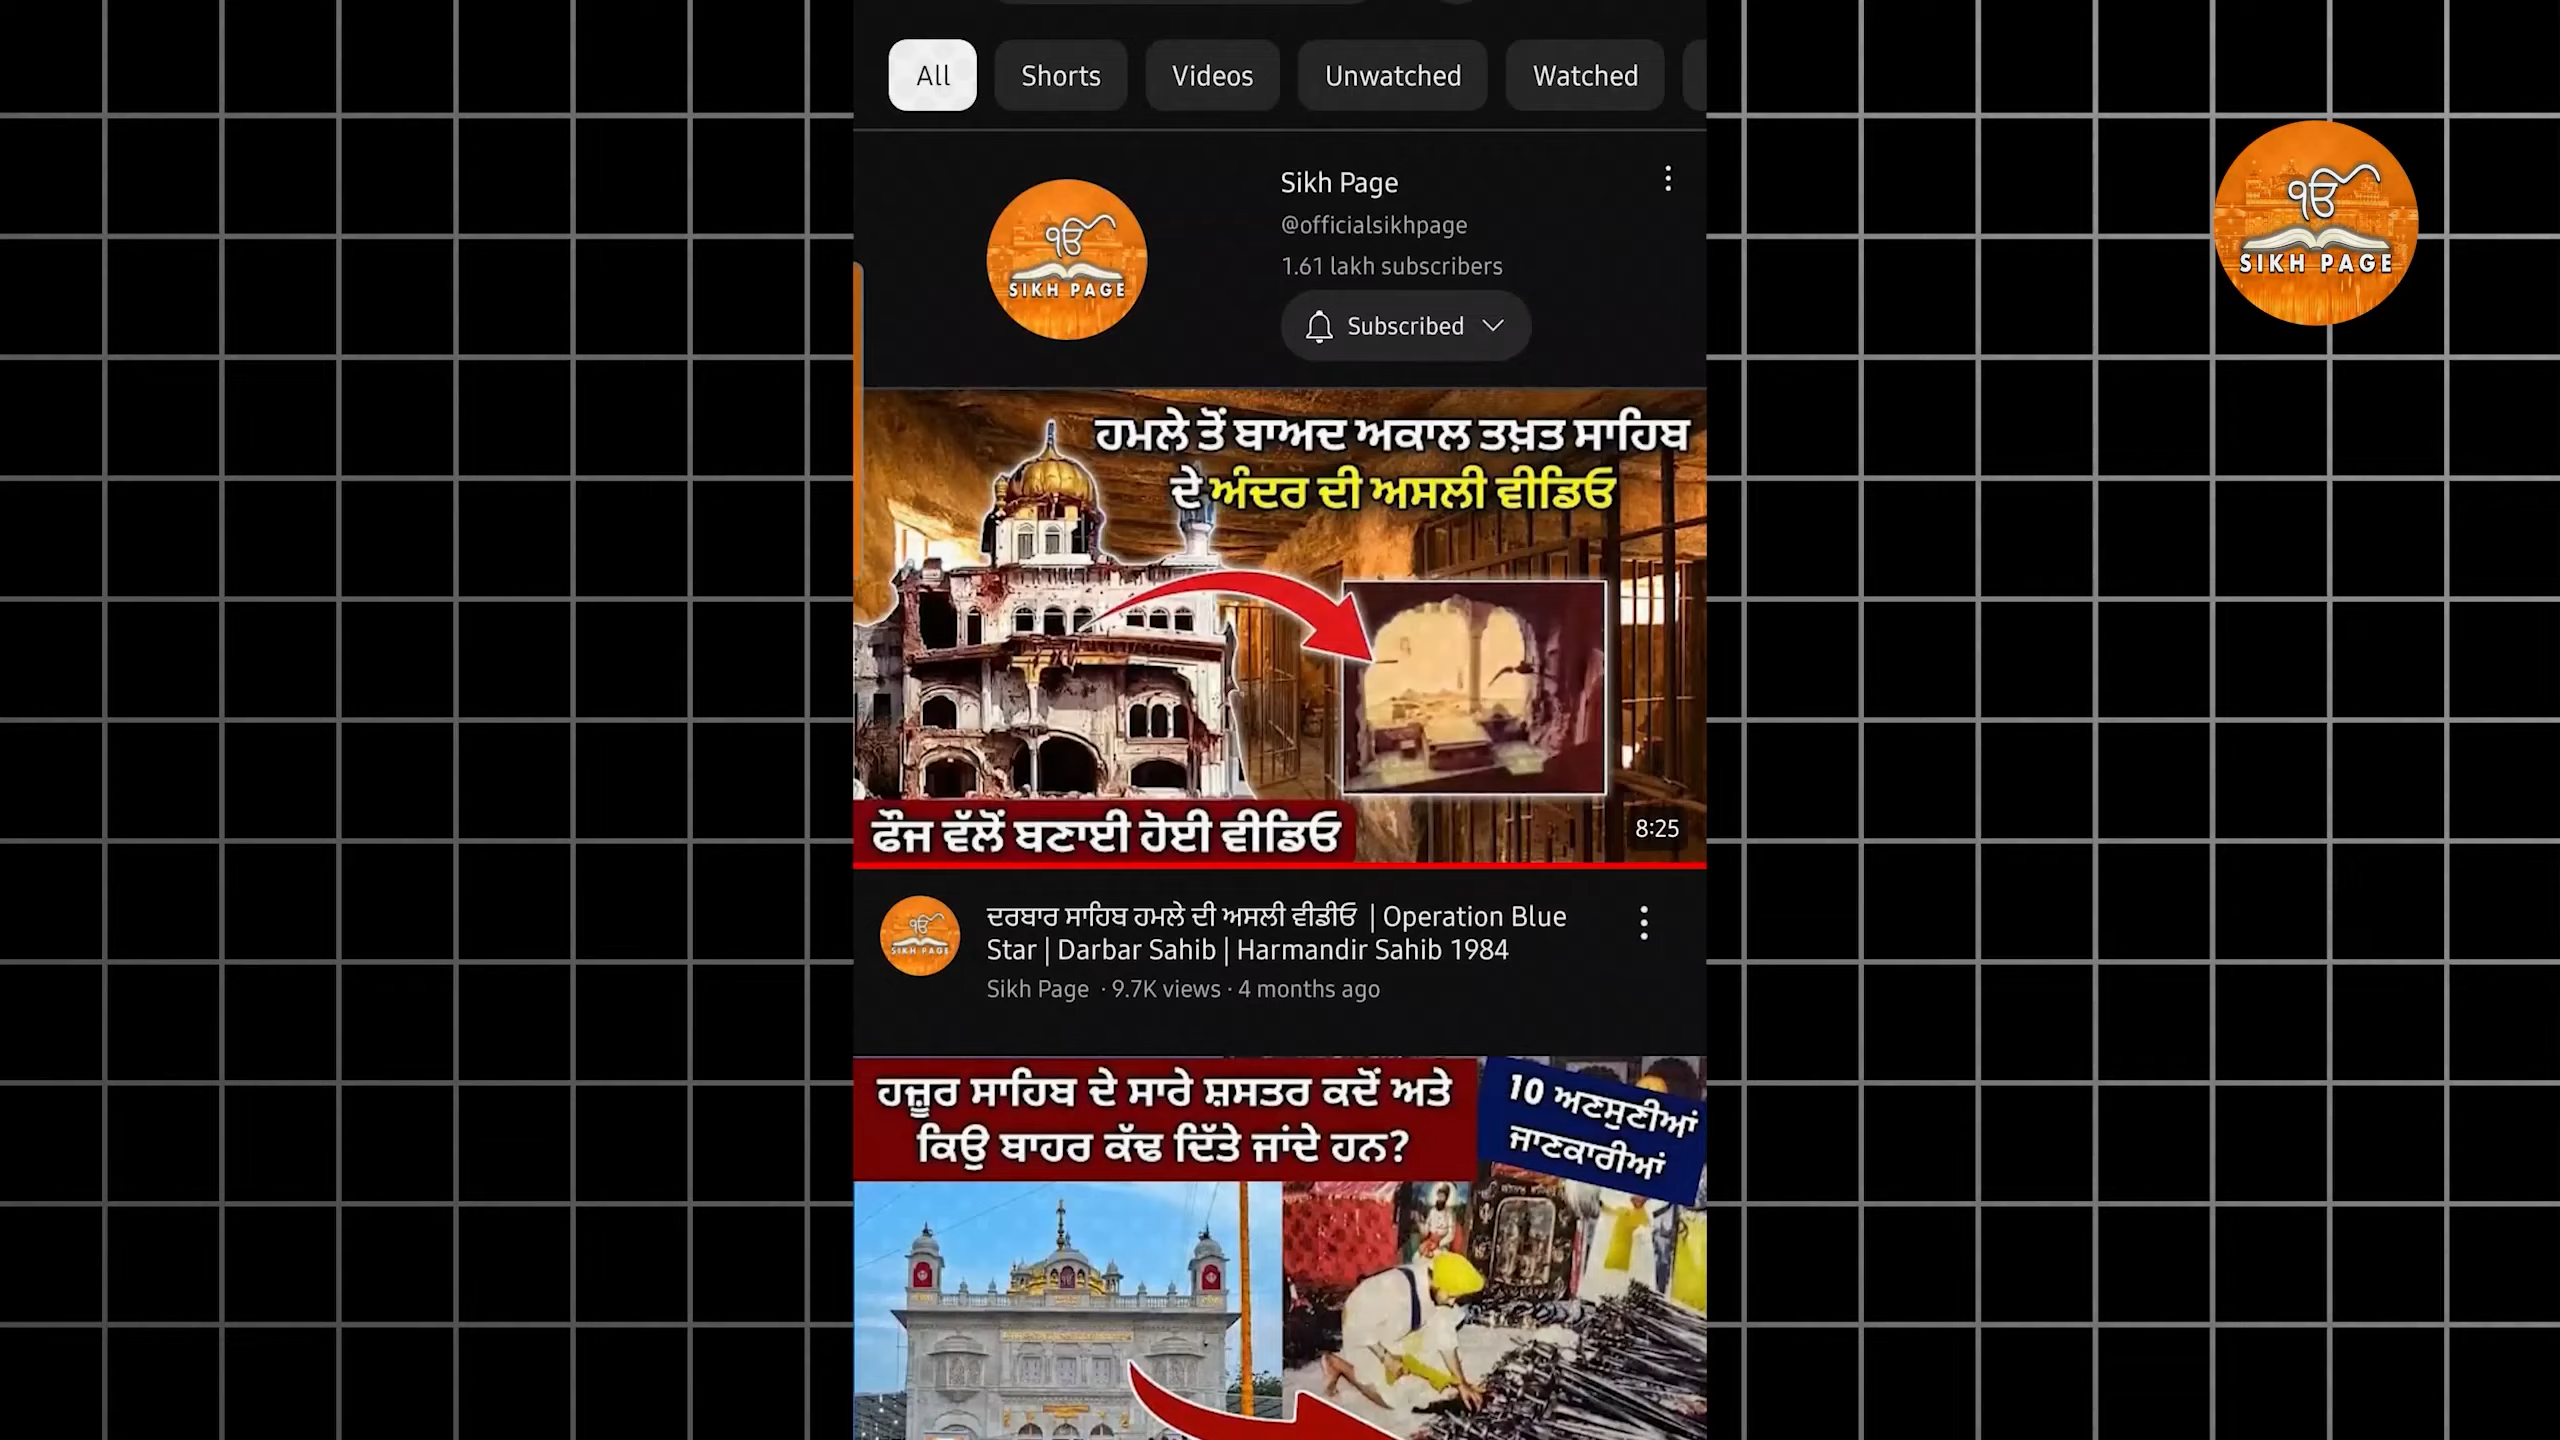 All
Shorts
Videos
Unwatched
Watched
Sikh Page
@officialsikhpage
1.61 lakh subscribers
Subscribed
ੴ
SIKH PAGE
ੴ
SIKH PAGE
ਹਮਲੇ ਤੋਂ ਬਾਅਦ ਅਕਾਲ ਤਖ਼ਤ ਸਾਹਿਬ
ਦੇ ਅੰਦਰ ਦੀ ਅਸਲੀ ਵੀਡਿਓ
ਫੌਜ ਵੱਲੋਂ ਬਣਾਈ ਹੋਈ ਵੀਡਿਓ
8:25
ੴ
SIKH PAGE
ਦਰਬਾਰ ਸਾਹਿਬ ਹਮਲੇ ਦੀ ਅਸਲੀ ਵੀਡੀਓ | Operation Blue
Star | Darbar Sahib | Harmandir Sahib 1984
Sikh Page · 9.7K views · 4 months ago
ਹਜ਼ੂਰ ਸਾਹਿਬ ਦੇ ਸਾਰੇ ਸ਼ਸਤਰ ਕਦੋਂ ਅਤੇ
ਕਿਉ ਬਾਹਰ ਕੱਢ ਦਿੱਤੇ ਜਾਂਦੇ ਹਨ?
10 ਅਣਸੁਣੀਆਂ
ਜਾਣਕਾਰੀਆਂ